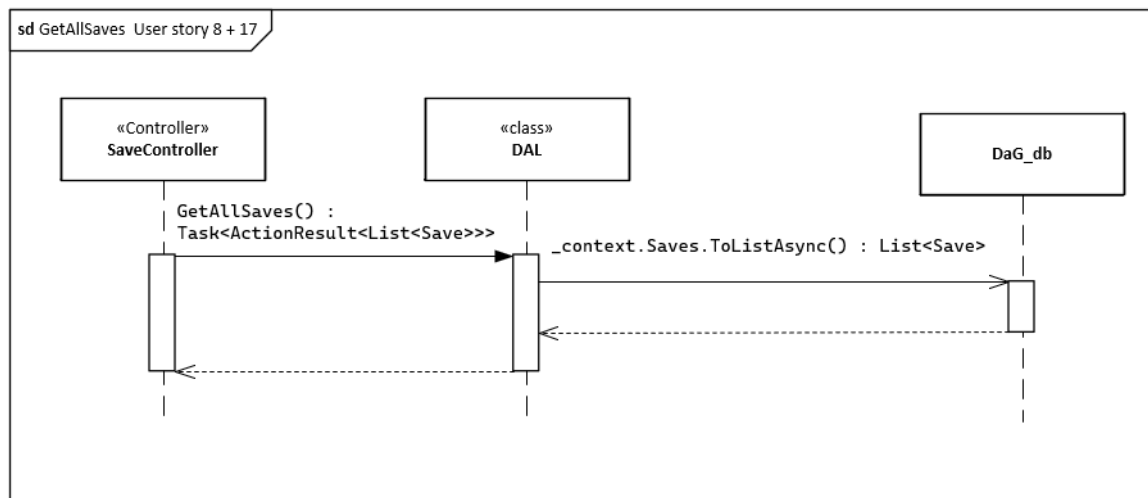 sd GetAllSaves User story 8 + 17
«Controller»
SaveController
«class»
DAL
DaG_db
GetAllSaves() :
Task<ActionResult<List<Save>>>
_context.Saves.ToListAsync() : List<Save>